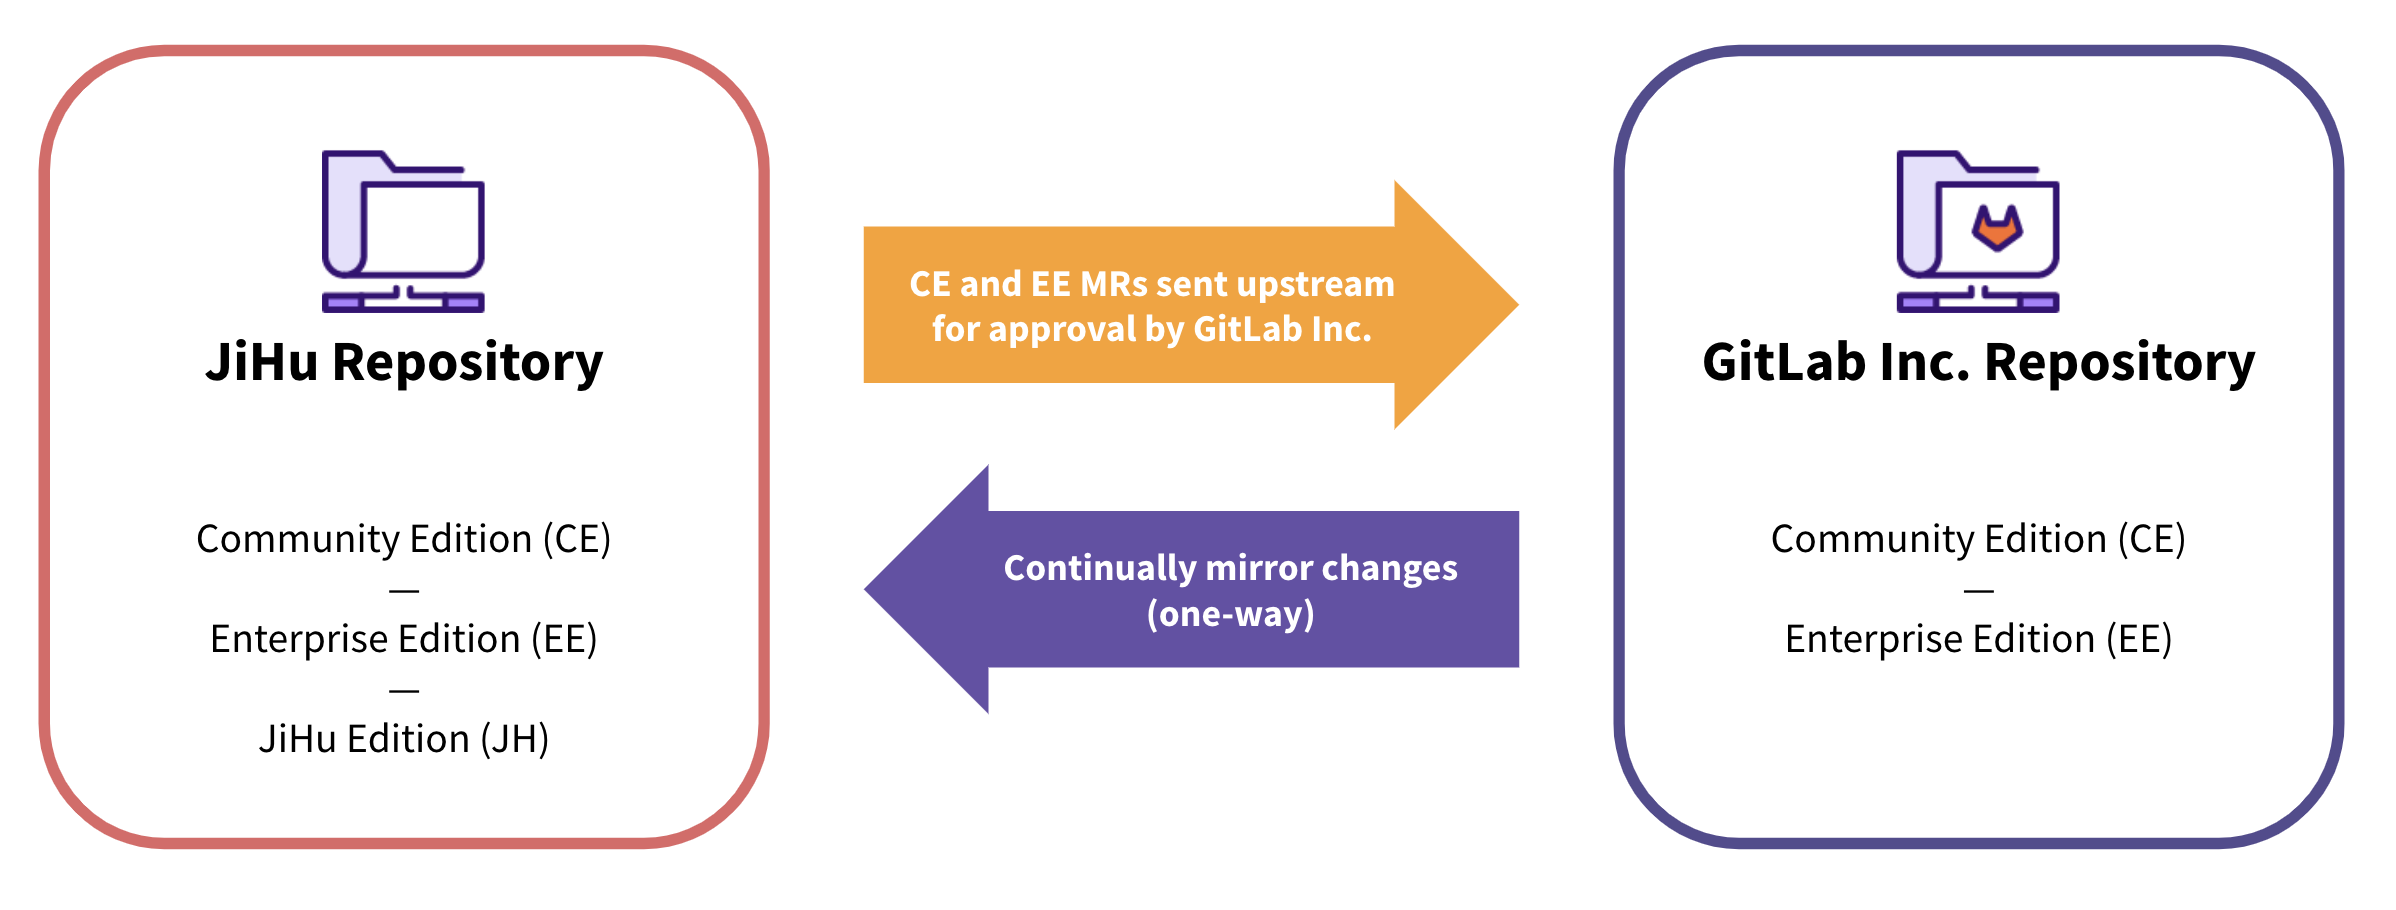 JiHu Repository
Community Edition (CE)
—
Enterprise Edition (EE)
—
JiHu Edition (JH)
CE and EE MRs sent upstream
for approval by GitLab Inc.
Continually mirror changes
(one-way)
GitLab Inc. Repository
Community Edition (CE)
—
Enterprise Edition (EE)